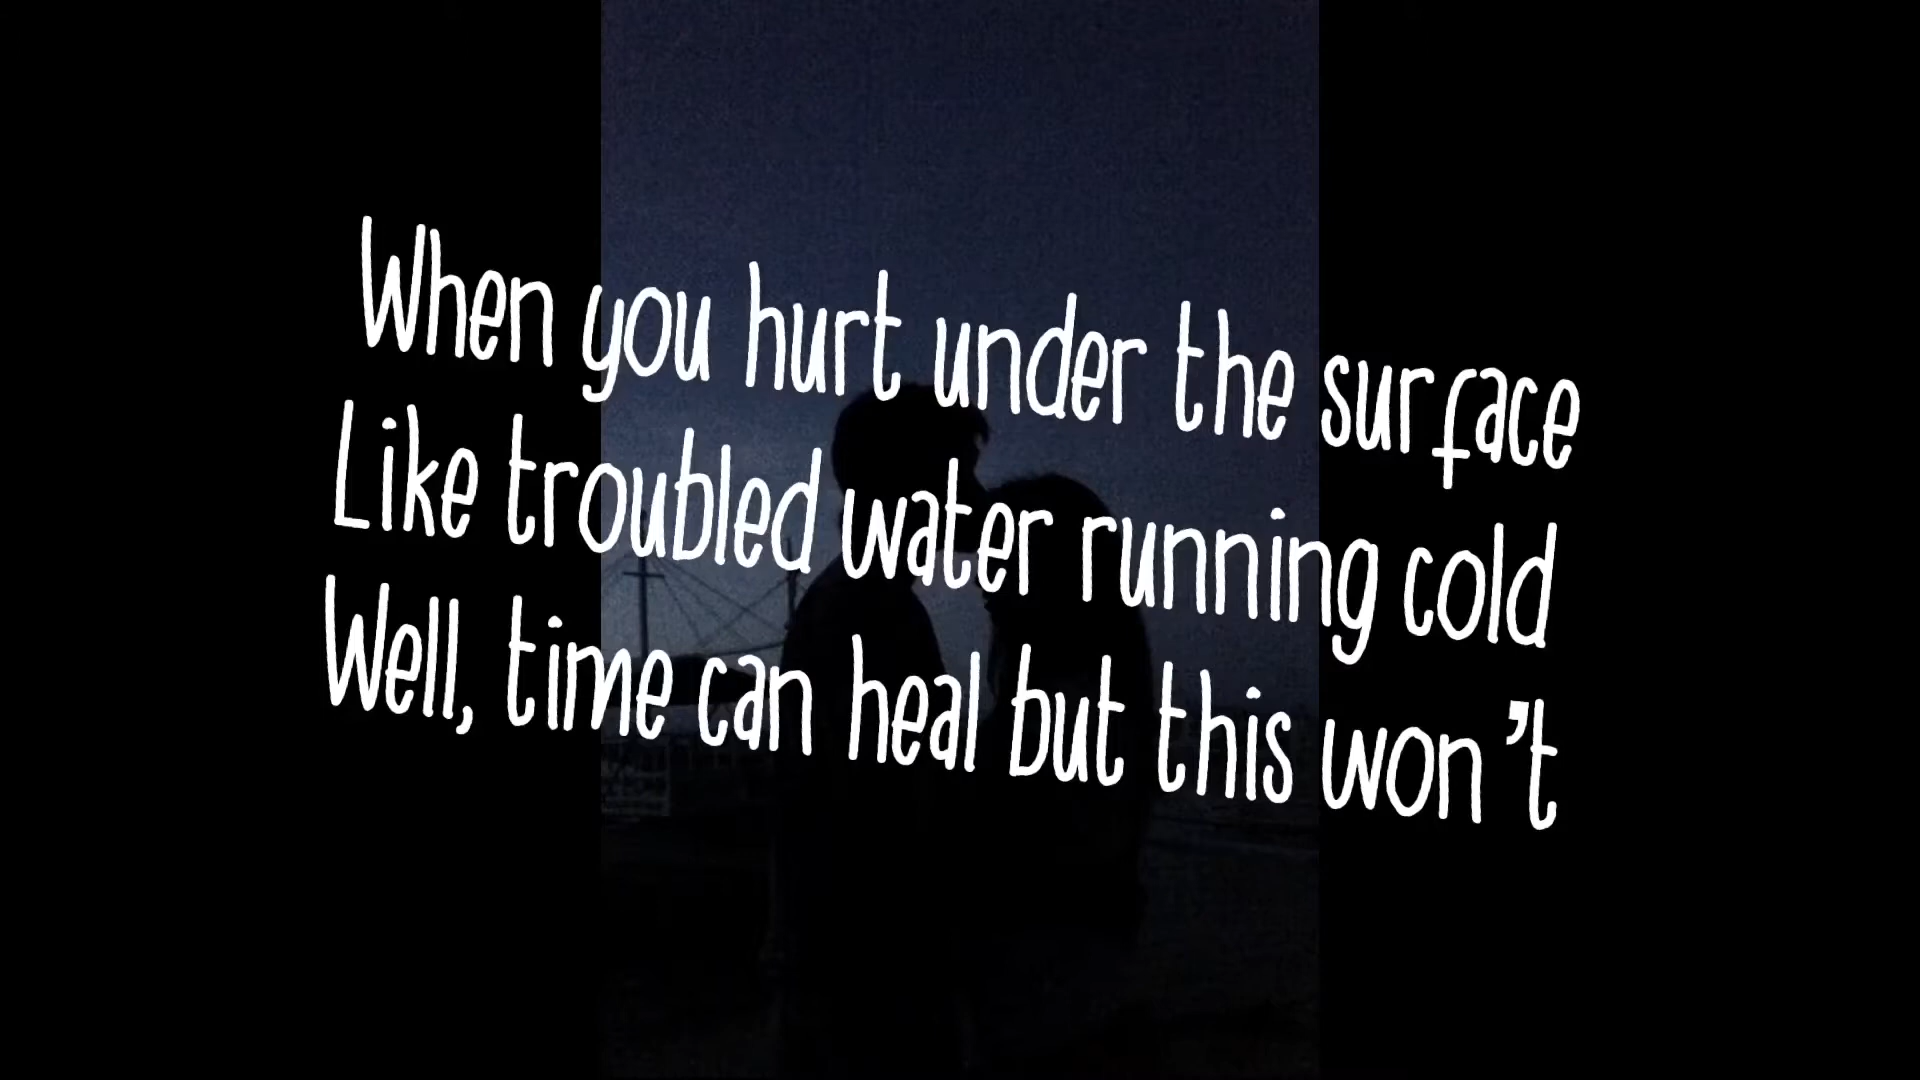 When you hurt under the surface
Like troubled water running cold
Well, time can heal but this won't